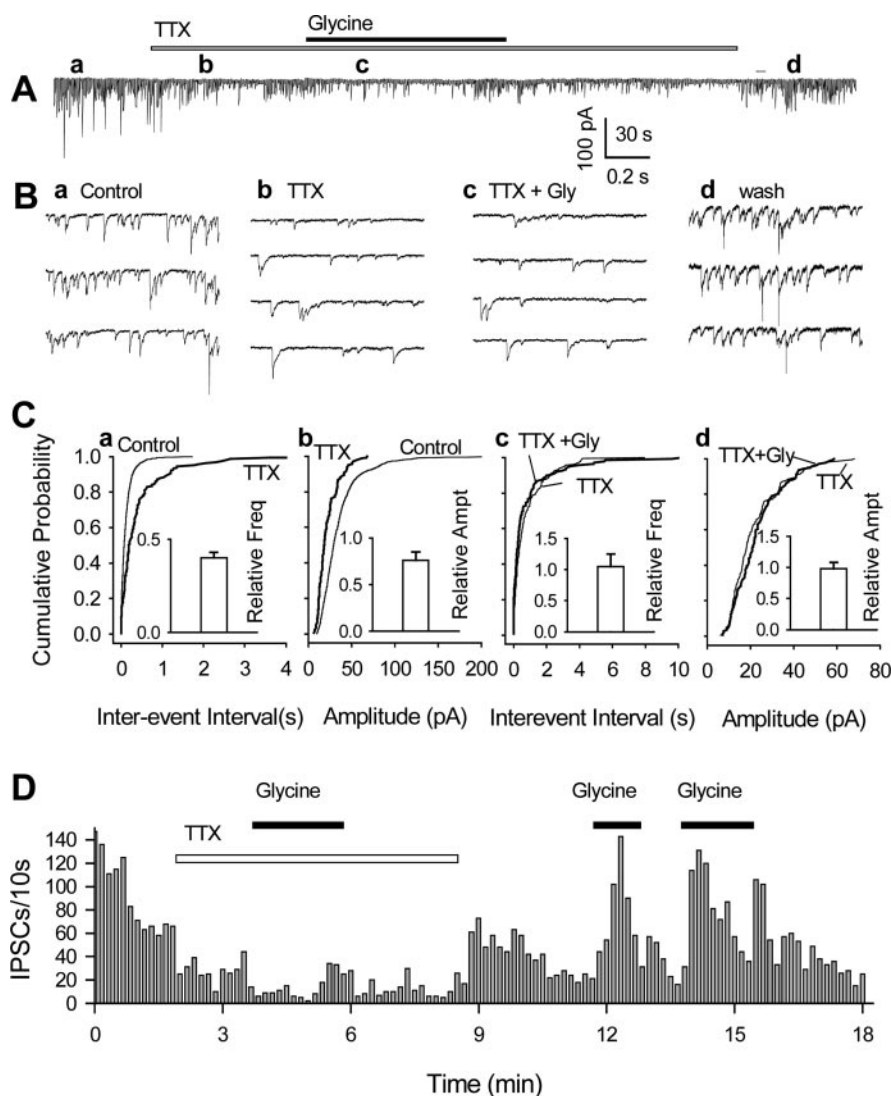 TTX
Glycine
a
b
c
d
A
100 pA
30 s
0.2 s
B
a Control
b TTX
c TTX + Gly
d wash
C
a
Control
TTX
b
TTX
Control
c
TTX +Gly
TTX
d
TTX+Gly
TTX
Cumulative Probability
1.0
0.8
0.6
0.4
0.2
0.0
0.5
0.0
Relative Freq
1.0
0.5
0.0
Relative Ampt
1.5
1.0
0.5
0.0
Relative Freq
1.5
1.0
0.5
0.0
Relative Ampt
0 1 2 3 4
0 50 100 150 200
0 2 4 6 8 10
0 20 40 60 80
Inter-event Interval(s)
Amplitude (pA)
Interevent Interval (s)
Amplitude (pA)
D
Glycine
Glycine
Glycine
TTX
IPSCs/10s
140
120
100
80
60
40
20
0
0 3 6 9 12 15 18
Time (min)